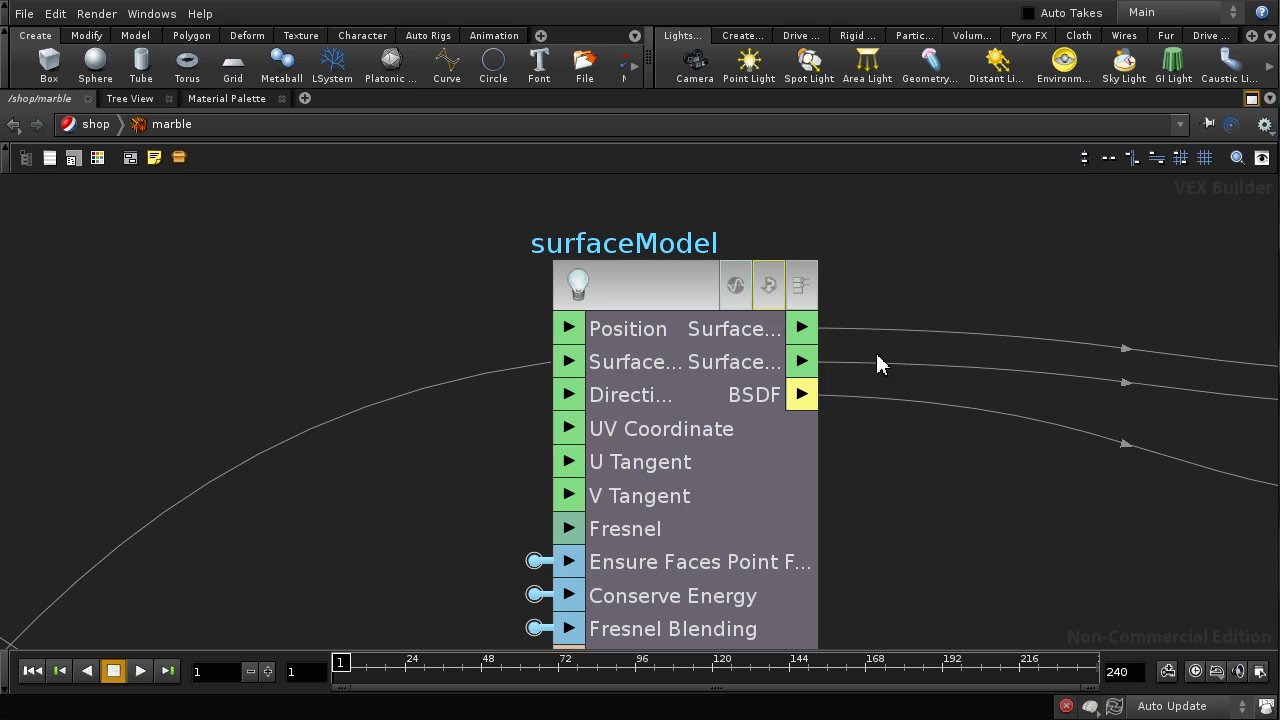 File Edit Render Windows Help Auto Takes Main
Create Modify Model Polygon Deform Texture Character Auto Rigs Animation Lights... Create... Drive ... Rigid ... Partic... Volum... Pyro FX Cloth Wires Fur Drive ...
Box Sphere Tube Torus Grid Metaball LSystem Platonic ... Curve Circle Font File Camera Point Light Spot Light Area Light Geometry... Distant Li... Environm... Sky Light GI Light Caustic Li...
/shop/marble Tree View Material Palette
shop marble
VEX Builder
surfaceModel
Position Surface...
Surface... Surface...
Directi... BSDF
UV Coordinate
U Tangent
V Tangent
Fresnel
Ensure Faces Point F...
Conserve Energy
Fresnel Blending
Non-Commercial Edition
1 1 1 24 48 72 96 120 144 168 192 216 240
Auto Update